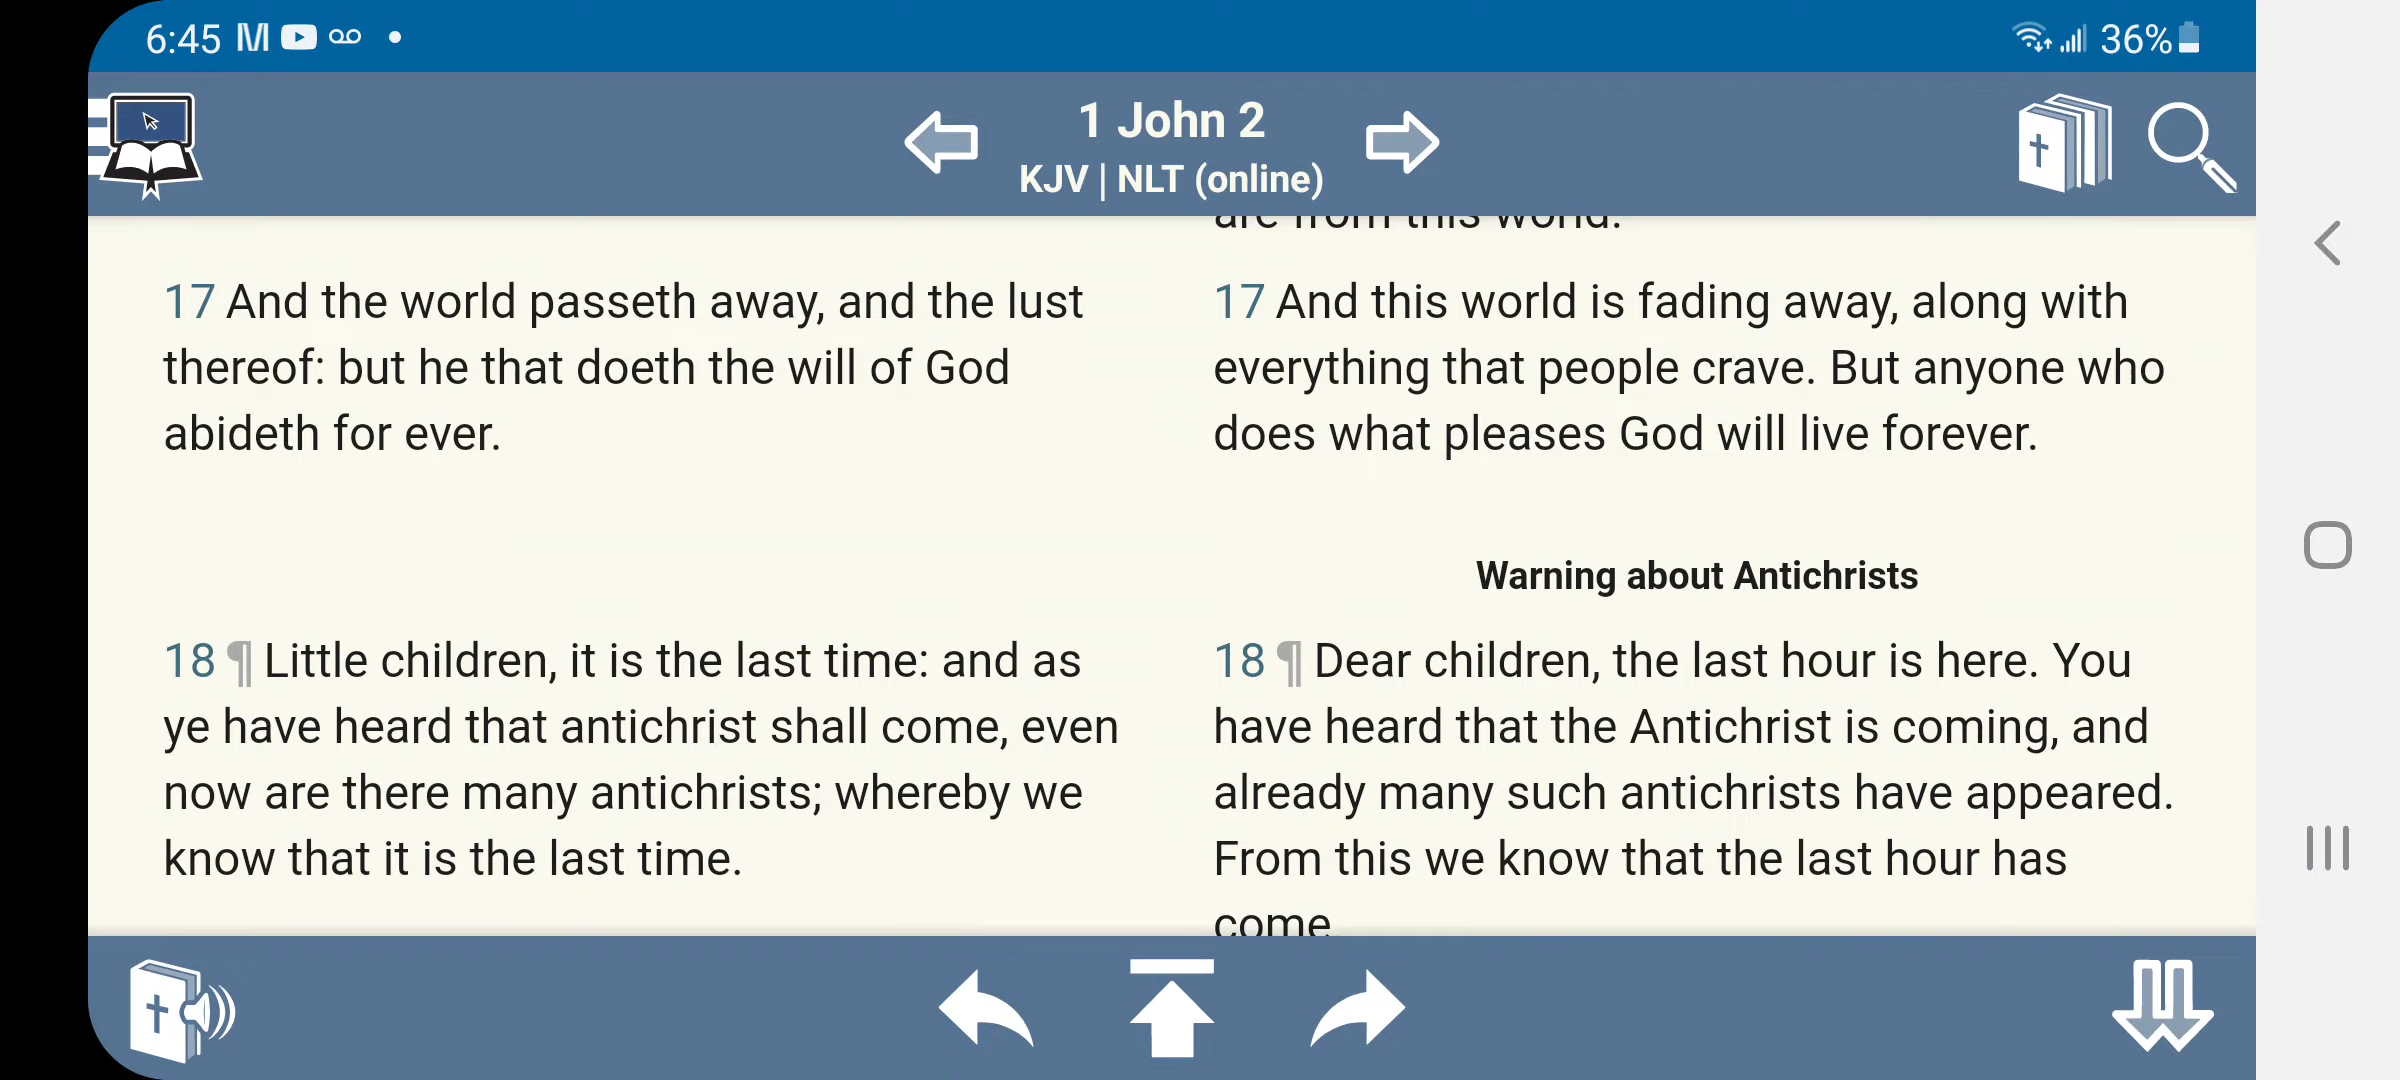 6:45
36%
1 John 2
KJV | NLT (online)
are from this world.
17 And the world passeth away, and the lust
thereof: but he that doeth the will of God
abideth for ever.
17 And this world is fading away, along with
everything that people crave. But anyone who
does what pleases God will live forever.
Warning about Antichrists
18 ¶ Little children, it is the last time: and as
ye have heard that antichrist shall come, even
now are there many antichrists; whereby we
know that it is the last time.
18 ¶ Dear children, the last hour is here. You
have heard that the Antichrist is coming, and
already many such antichrists have appeared.
From this we know that the last hour has
come